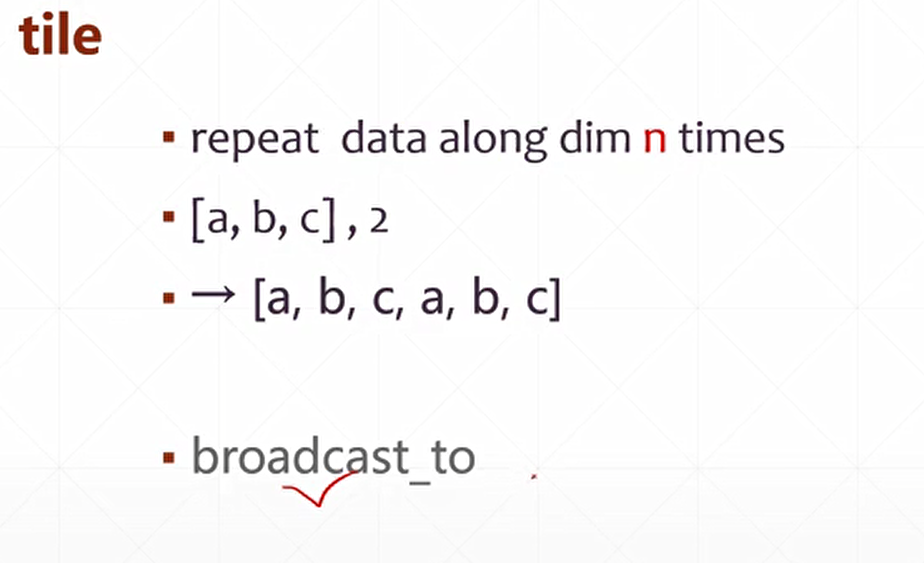 tile
▪ repeat data along dim n times
▪ [a, b, c] , 2
▪ → [a, b, c, a, b, c]
▪ broadcast_to